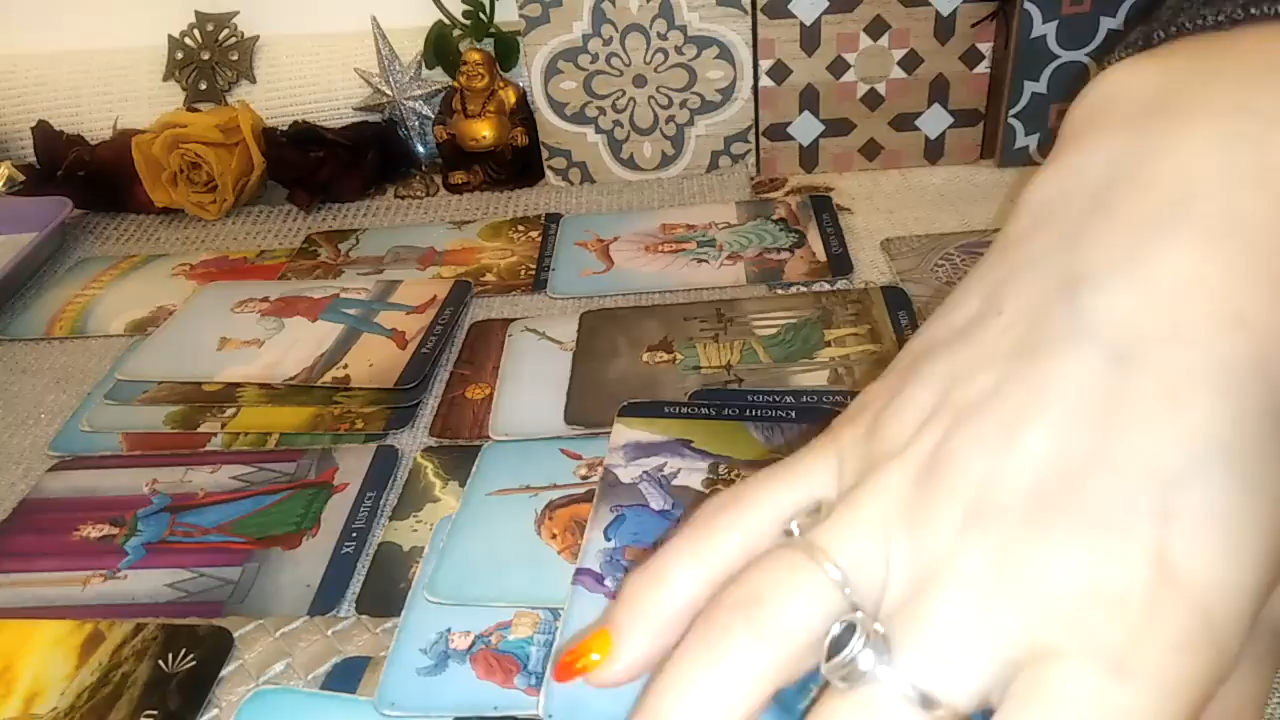 QUEEN OF CUPS
PAGE OF CUPS
TWO OF WANDS
KNIGHT OF SWORDS
XI • JUSTICE